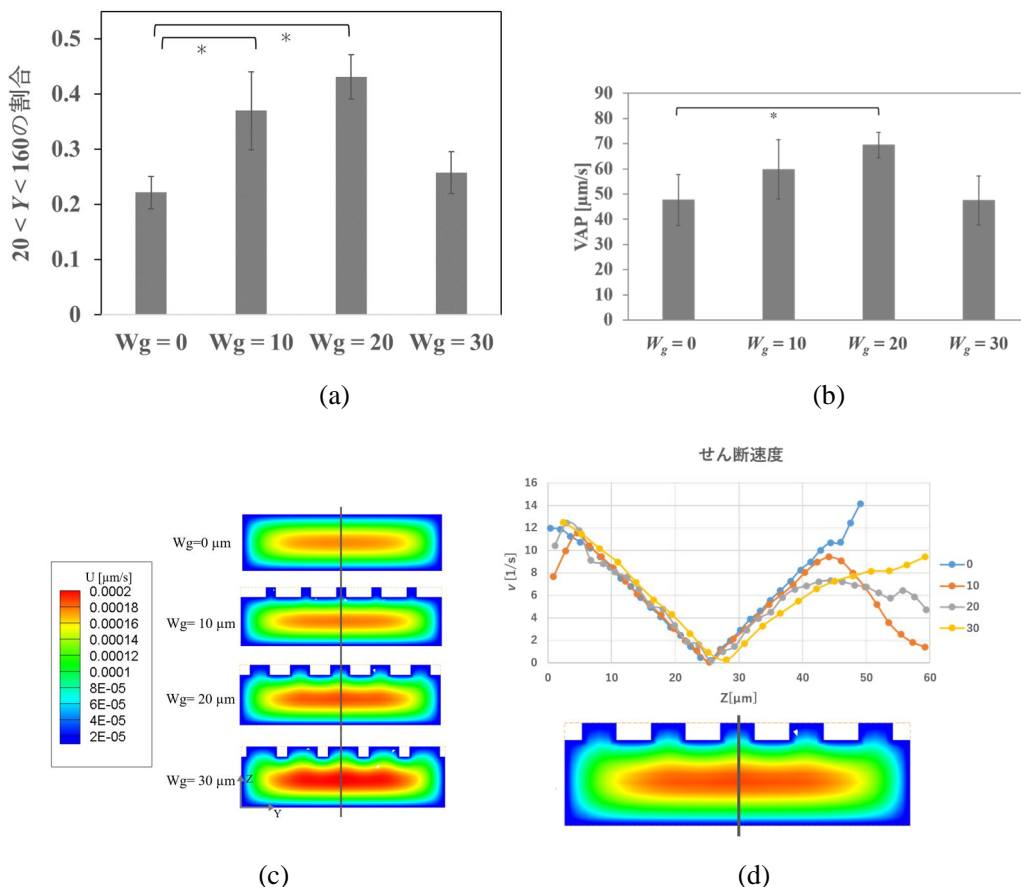 0.5
0.4
0.3
0.2
0.1
0
20 < Y < 160の割合
*
*
Wg = 0
Wg = 10
Wg = 20
Wg = 30
(a)
90
80
70
60
50
40
30
20
10
0
VAP [μm/s]
*
Wg = 0
Wg = 10
Wg = 20
Wg = 30
(b)
U [μm/s]
0.0002
0.00018
0.00016
0.00014
0.00012
0.0001
8E-05
6E-05
4E-05
2E-05
Wg=0 μm
Wg= 10 μm
Wg= 20 μm
Wg= 30 μm
Z
Y
(c)
せん断速度
16
14
12
10
8
6
4
2
0
ν [1/s]
0 10 20 30 40 50 60
Z[μm]
0
10
20
30
(d)